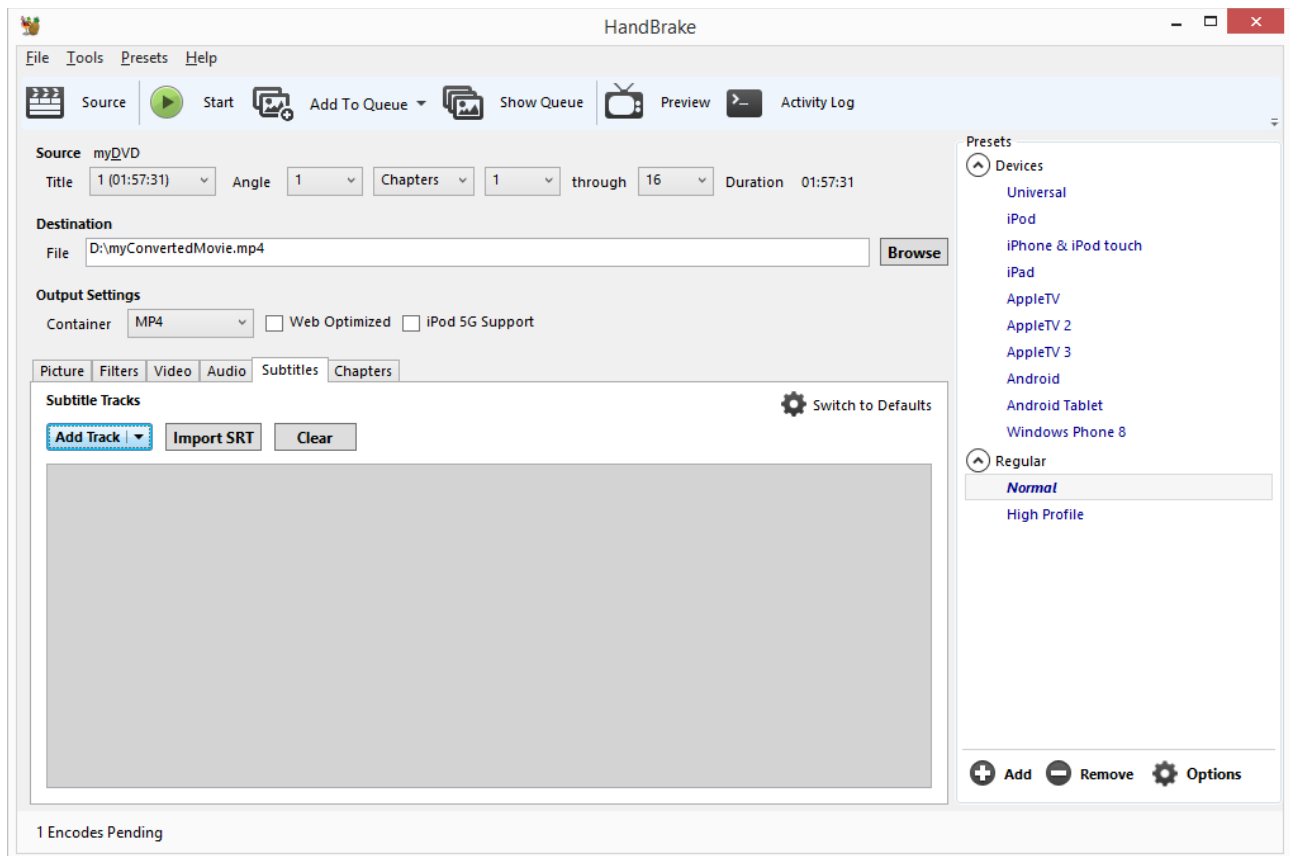 HandBrake
File Tools Presets Help
Source Start Add To Queue Show Queue Preview Activity Log
Source myDVD
Title 1 (01:57:31) Angle 1 Chapters 1 through 16 Duration 01:57:31
Destination
File D:\myConvertedMovie.mp4 Browse
Output Settings
Container MP4 Web Optimized iPod 5G Support
Picture Filters Video Audio Subtitles Chapters
Subtitle Tracks Switch to Defaults
Add Track Import SRT Clear
Presets
Devices
Universal
iPod
iPhone & iPod touch
iPad
AppleTV
AppleTV 2
AppleTV 3
Android
Android Tablet
Windows Phone 8
Regular
Normal
High Profile
Add Remove Options
1 Encodes Pending